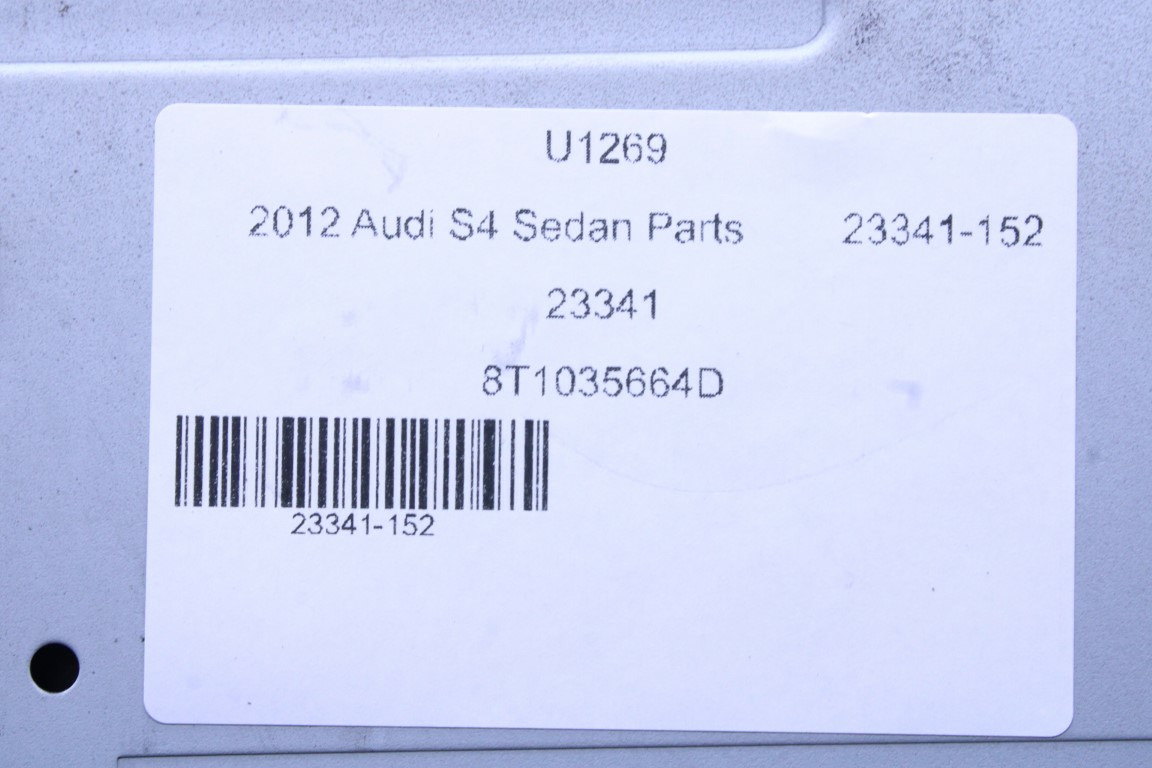 U1269
2012 Audi S4 Sedan Parts 23341-152
23341
8T1035664D
23341-152